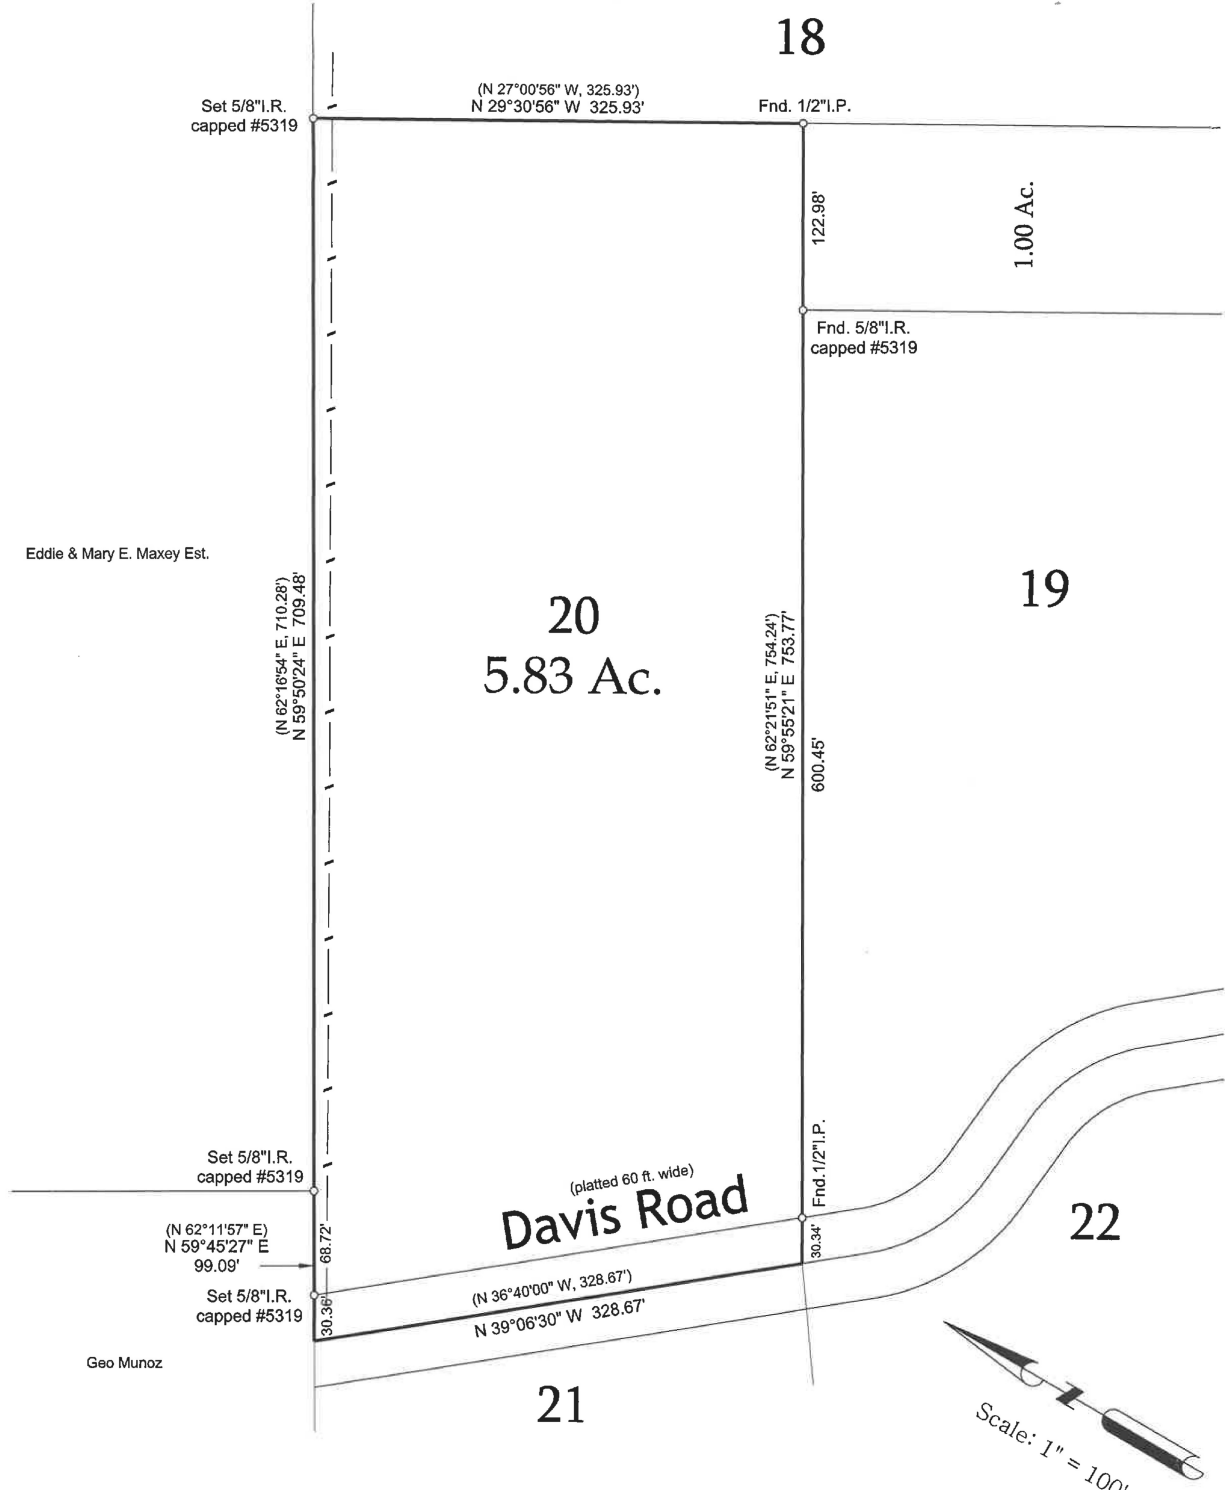 18
(N 27°00'56" W, 325.93')
N 29°30'56" W 325.93'
Set 5/8"I.R.
capped #5319
Fnd. 1/2"I.P.
122.98'
1.00 Ac.
Fnd. 5/8"I.R.
capped #5319
Eddie & Mary E. Maxey Est.
(N 62°16'54" E, 710.28')
N 59°50'24" E 709.48'
20
5.83 Ac.
(N 62°21'51" E, 754.24')
N 59°55'21" E 753.77'
600.45'
19
Set 5/8"I.R.
capped #5319
(N 62°11'57" E)
N 59°45'27" E
99.09'
68.72'
Set 5/8"I.R.
capped #5319
30.36'
(platted 60 ft. wide)
Davis Road
Fnd.1/2"I.P.
30.34'
(N 36°40'00" W, 328.67')
N 39°06'30" W 328.67'
22
Geo Munoz
21
N
Scale: 1" = 100'